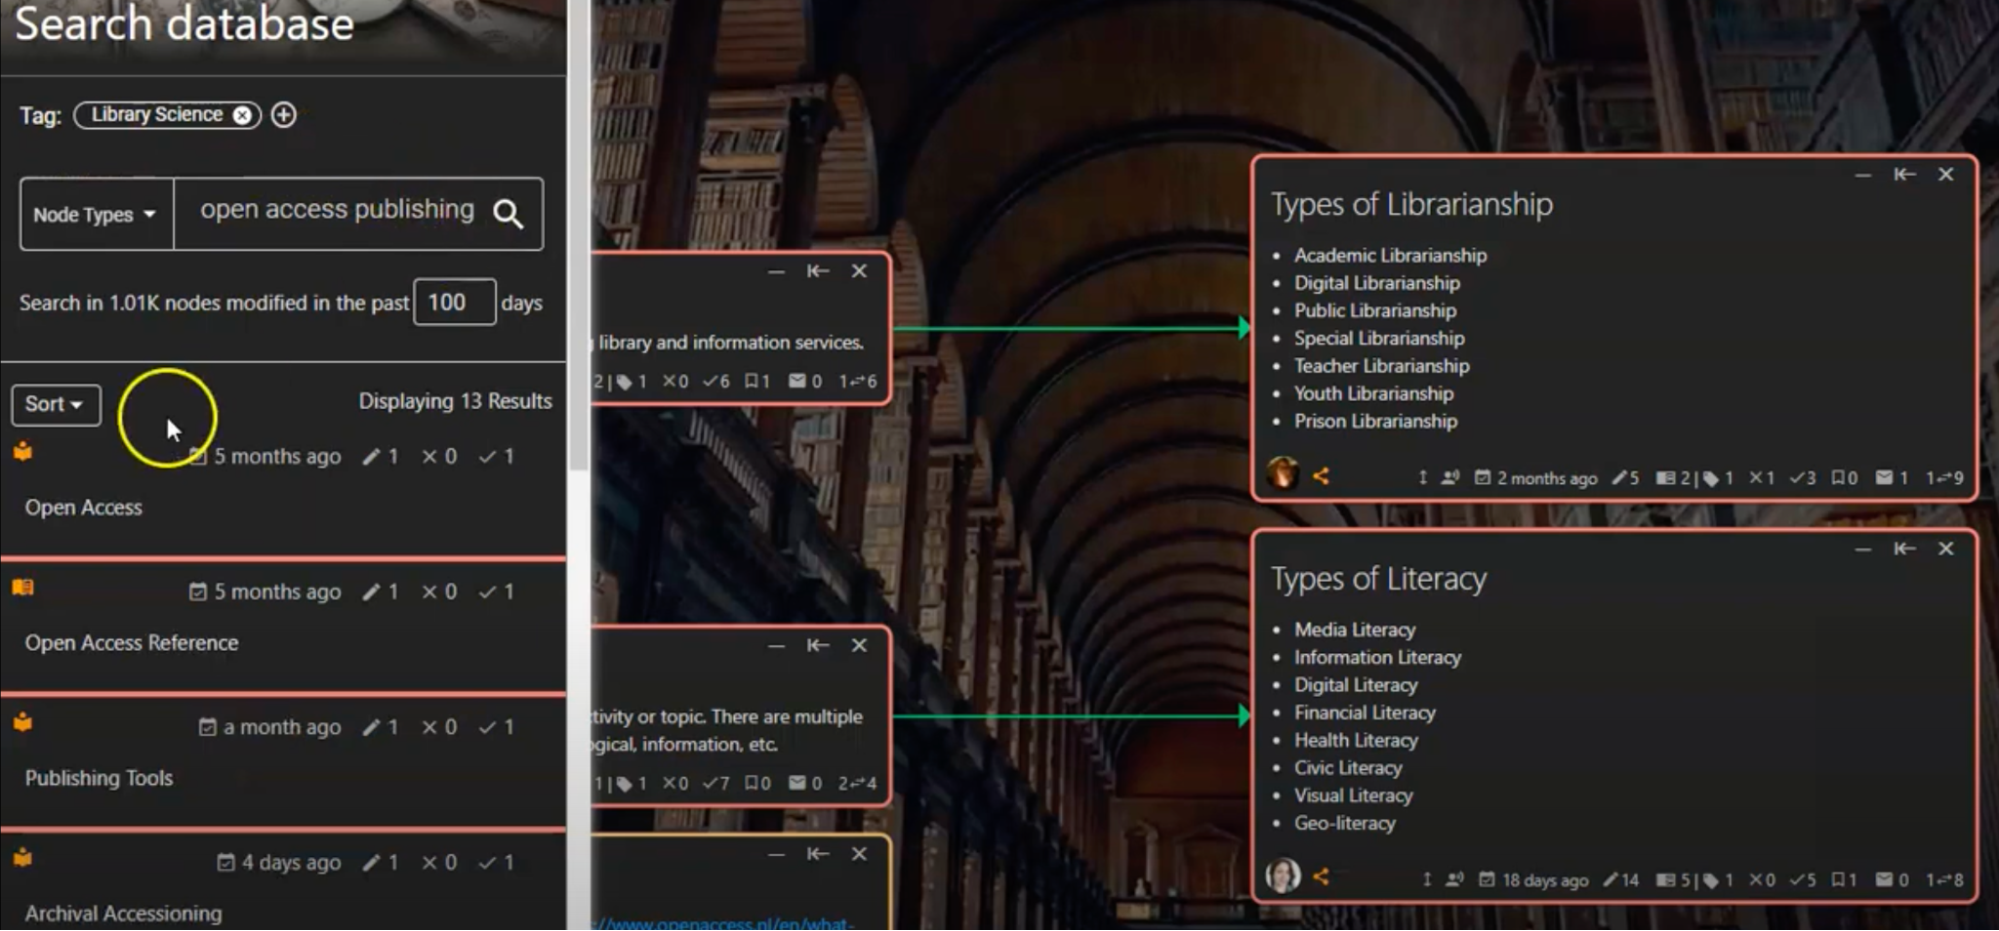 Search database
Tag: Library Science
Node Types
open access publishing
Search in 1.01K nodes modified in the past 100 days
Sort
Displaying 13 Results
5 months ago 1 0 1
Open Access
5 months ago 1 0 1
Open Access Reference
a month ago 1 0 1
Publishing Tools
4 days ago 1 0 1
Archival Accessioning
library and information services.
2| 1 0 6 1 0 1 6
tivity or topic. There are multiple
ogical, information, etc.
1| 1 0 7 0 0 2 4
://www.openaccess.nl/en/what-
Types of Librarianship
• Academic Librarianship
• Digital Librarianship
• Public Librarianship
• Special Librarianship
• Teacher Librarianship
• Youth Librarianship
• Prison Librarianship
2 months ago 5 2| 1 1 3 0 1 1 9
Types of Literacy
• Media Literacy
• Information Literacy
• Digital Literacy
• Financial Literacy
• Health Literacy
• Civic Literacy
• Visual Literacy
• Geo-literacy
18 days ago 14 5| 1 0 5 1 0 1 8